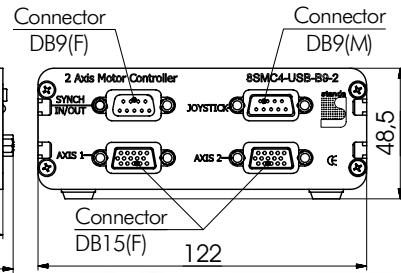 Connector
DB9(F)
Connector
DB9(M)
2 Axis Motor Controller
8SMC4-USB-B9-2
SYNCH
IN/OUT
JOYSTICK
standa
AXIS 1
AXIS 2
CE
48,5
Connector
DB15(F)
122